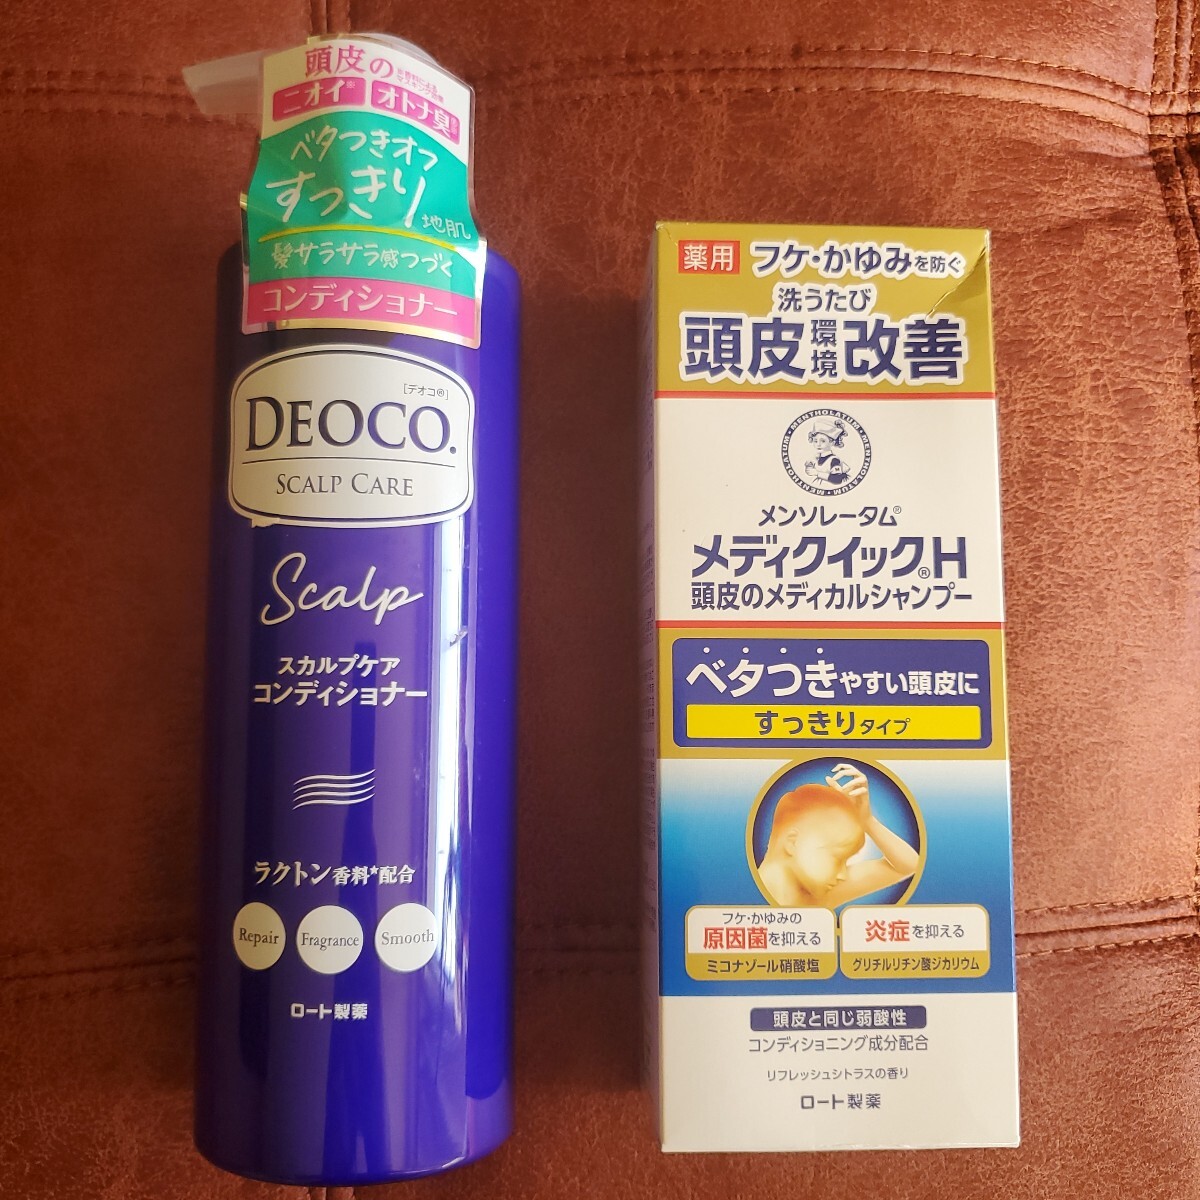 頭皮の
ニオイ※
オトナ臭
ベタつきオフ
すっきり地肌
髪サラサラ感つづく
コンディショナー
[デオコ®]
DEOCO.
SCALP CARE
Scalp
スカルプケア
コンディショナー
ラクトン香料*配合
Repair
Fragrance
Smooth
ロート製薬
薬用
フケ・かゆみを防ぐ
洗うたび
頭皮環境改善
MENTHOLATUM・MENTHOLATUM・MENTHOLATUM
メンソレータム®
メディクイック®H
頭皮のメディカルシャンプー
ベタつきやすい頭皮に
すっきりタイプ
フケ・かゆみの
原因菌を抑える
ミコナゾール硝酸塩
炎症を抑える
グリチルリチン酸ジカリウム
頭皮と同じ弱酸性
コンディショニング成分配合
リフレッシュシトラスの香り
ロート製薬